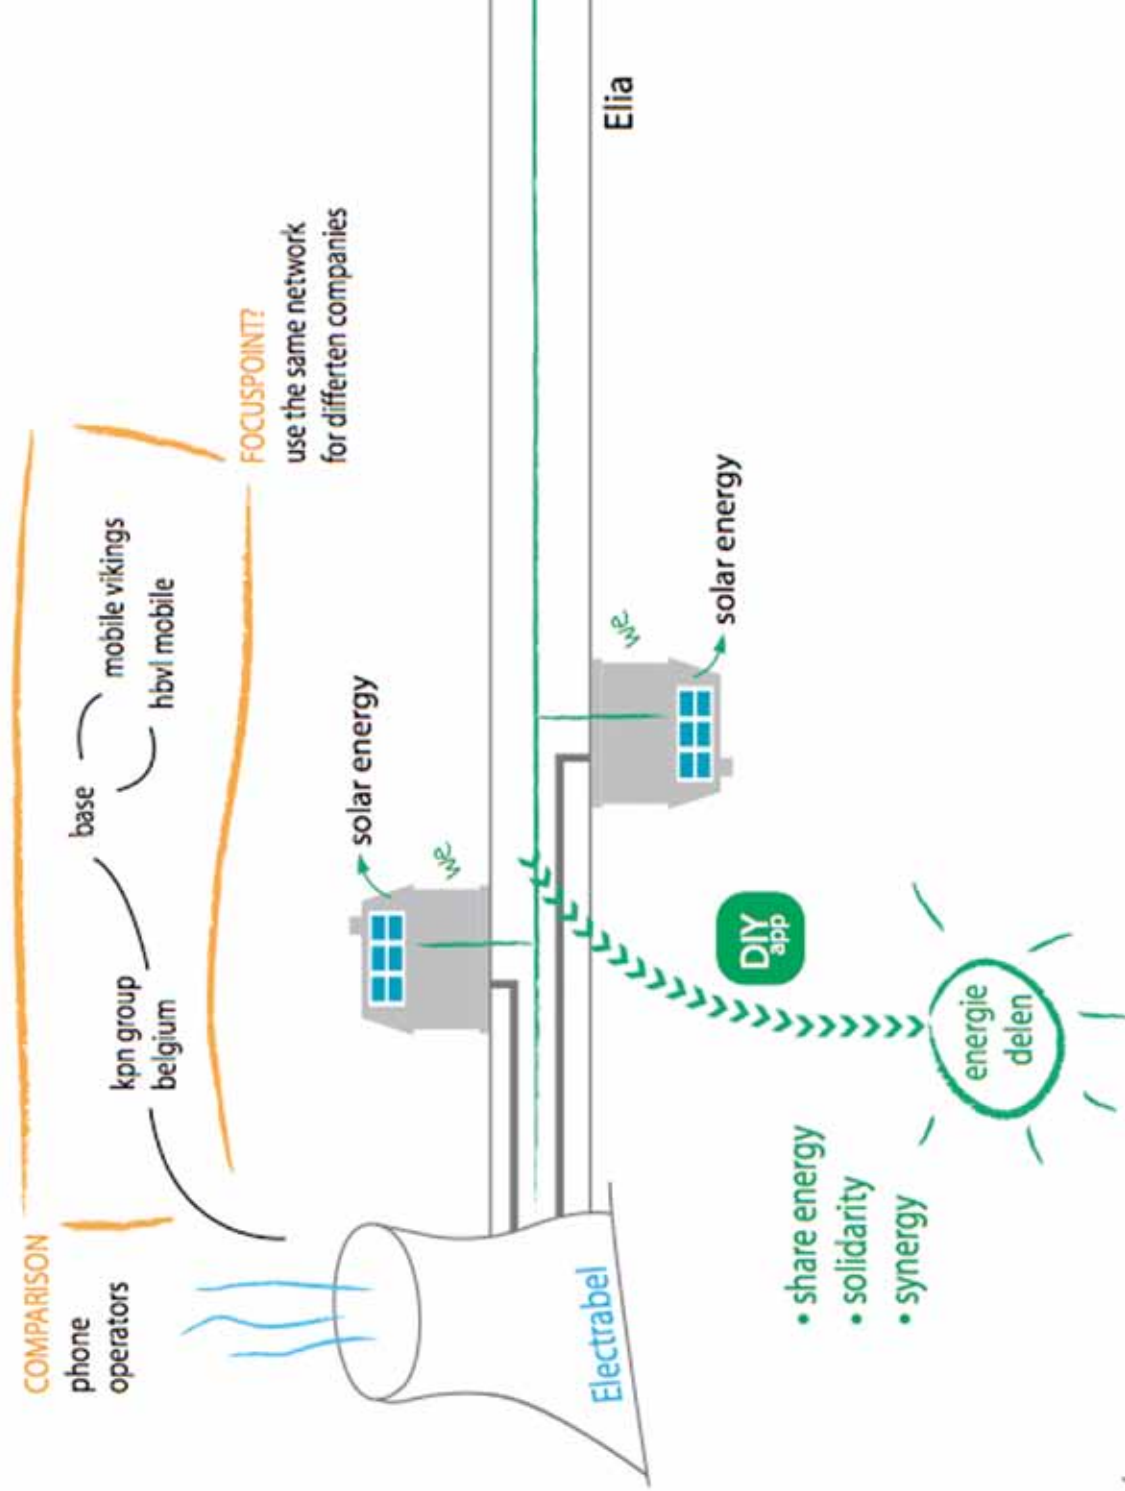 COMPARISON
phone
operators
kpn group
belgium
base
mobile vikings
hbvl mobile
FOCUSPOINT?
use the same network
for differten companies
solar energy
we
Electrabel
Elia
we
solar energy
DIY
app
• share energy
• solidarity
• synergy
energie
delen